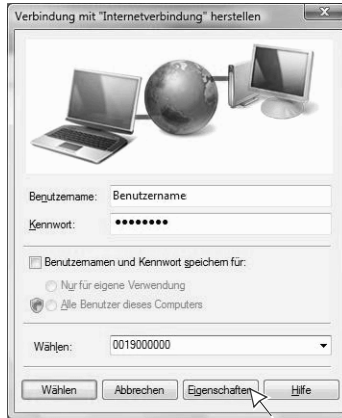 Verbindung mit "Internetverbindung" herstellen
Benutzername: Benutzername
Kennwort: ••••••••
Benutzernamen und Kennwort speichern für:
Nur für eigene Verwendung
Alle Benutzer dieses Computers
Wählen: 0019000000
Wählen Abbrechen Eigenschaften Hilfe